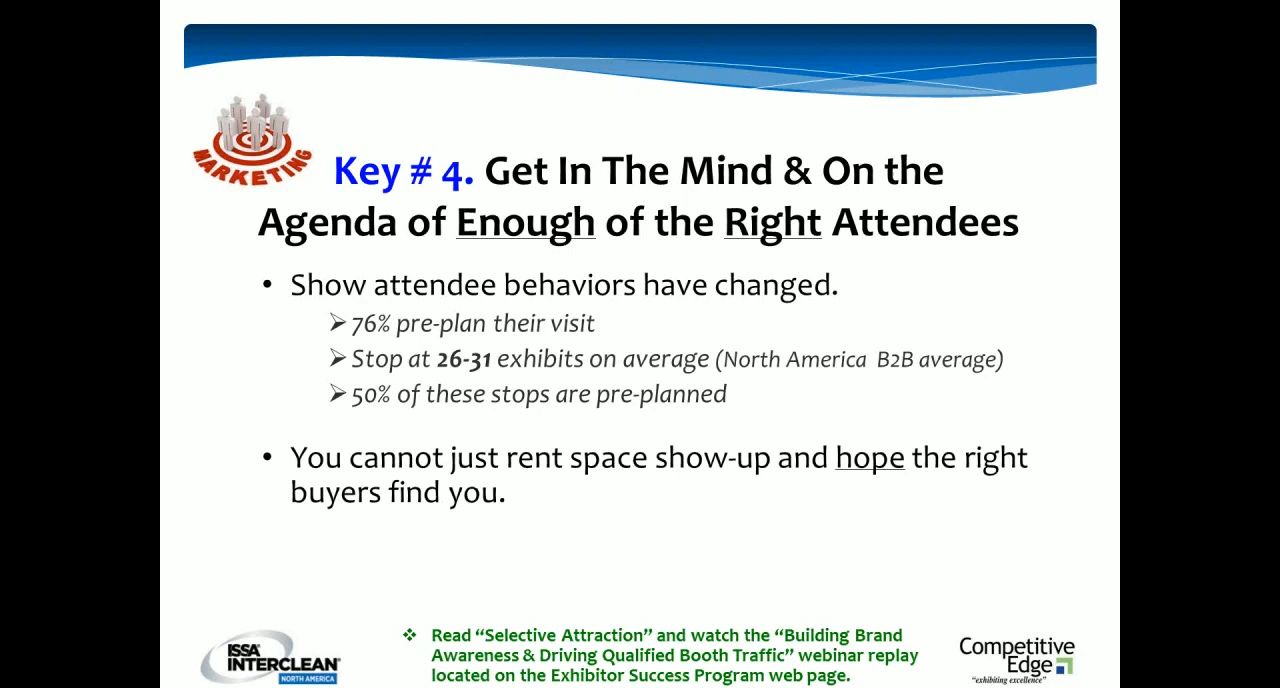 MARKETING
Key # 4. Get In The Mind & On the
Agenda of Enough of the Right Attendees
• Show attendee behaviors have changed.
➢ 76% pre-plan their visit
➢ Stop at 26-31 exhibits on average (North America B2B average)
➢ 50% of these stops are pre-planned
• You cannot just rent space show-up and hope the right
buyers find you.
❖ Read “Selective Attraction” and watch the “Building Brand
Awareness & Driving Qualified Booth Traffic” webinar replay
located on the Exhibitor Success Program web page.
ISSA
INTERCLEAN
NORTH AMERICA
Competitive
Edge
“exhibiting excellence”